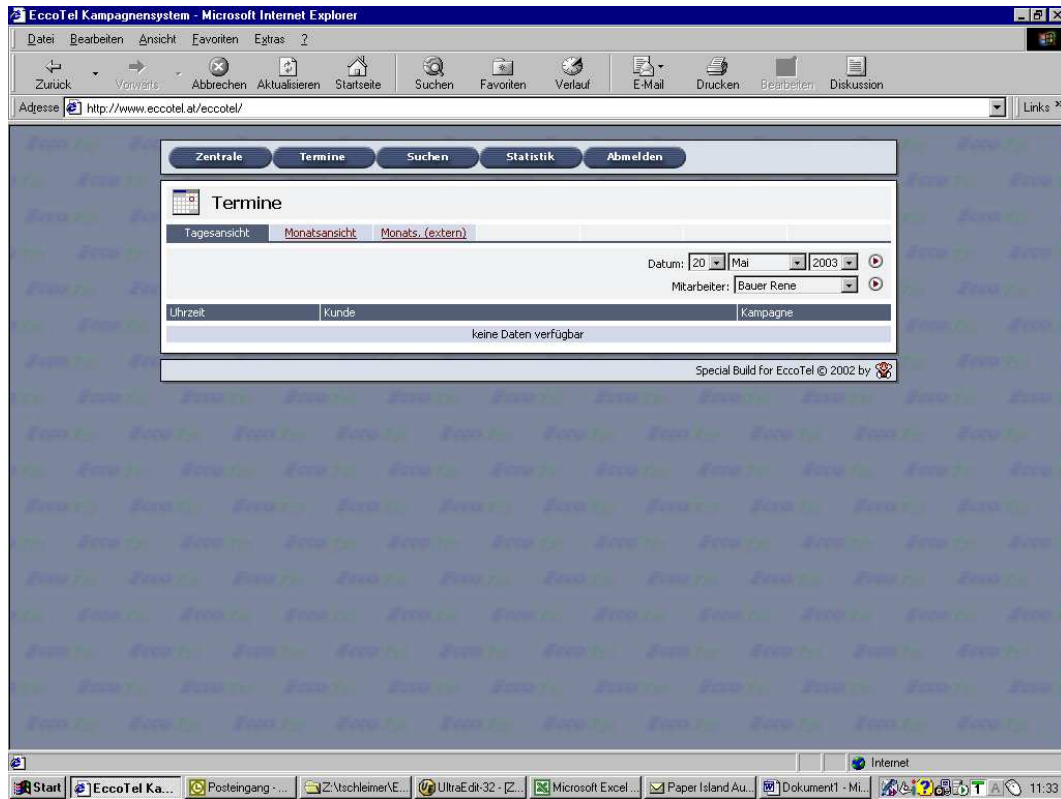 EccoTel Kampagnensystem - Microsoft Internet Explorer
Datei Bearbeiten Ansicht Favoriten Extras ?
Zurück Vorwärts Abbrechen Aktualisieren Startseite Suchen Favoriten Verlauf E-Mail Drucken Bearbeiten Diskussion
Adresse http://www.eccotel.at/eccotel/ Links »
Zentrale Termine Suchen Statistik Abmelden
Termine
Tagesansicht Monatsansicht Monats. (extern)
Datum: 20 Mai 2003
Mitarbeiter: Bauer Rene
Uhrzeit Kunde Kampagne
keine Daten verfügbar
Special Build for EccoTel © 2002 by
Internet
Start EccoTel Ka... Posteingang - ... Z:\tschleimer\E... UltraEdit-32 - [Z... Microsoft Excel ... Paper Island Au... Dokument1 - Mi... 11:33